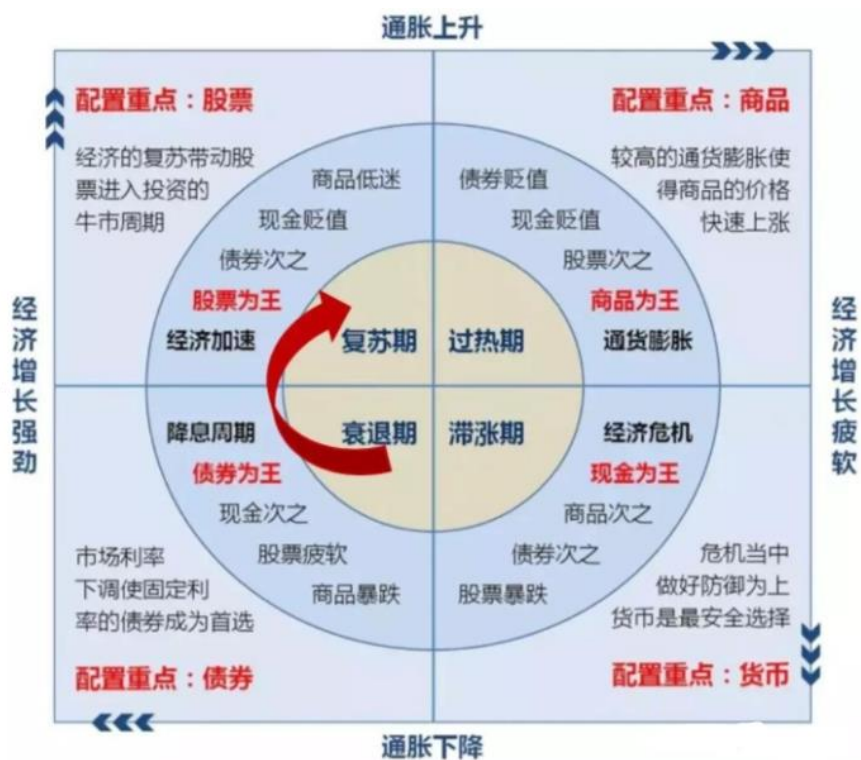 通胀上升
配置重点：股票
经济的复苏带动股
票进入投资的
牛市周期
商品低迷
现金贬值
债券次之
股票为王
经济加速
复苏期
配置重点：商品
较高的通货膨胀使
得商品的价格
快速上涨
债券贬值
现金贬值
股票次之
商品为王
通货膨胀
过热期
经济增长强劲
经济增长疲软
衰退期
降息周期
债券为王
现金次之
股票疲软
商品暴跌
市场利率
下调使固定利
率的债券成为首选
配置重点：债券
滞涨期
经济危机
现金为王
商品次之
债券次之
股票暴跌
危机当中
做好防御为上
货币是最安全选择
配置重点：货币
通胀下降